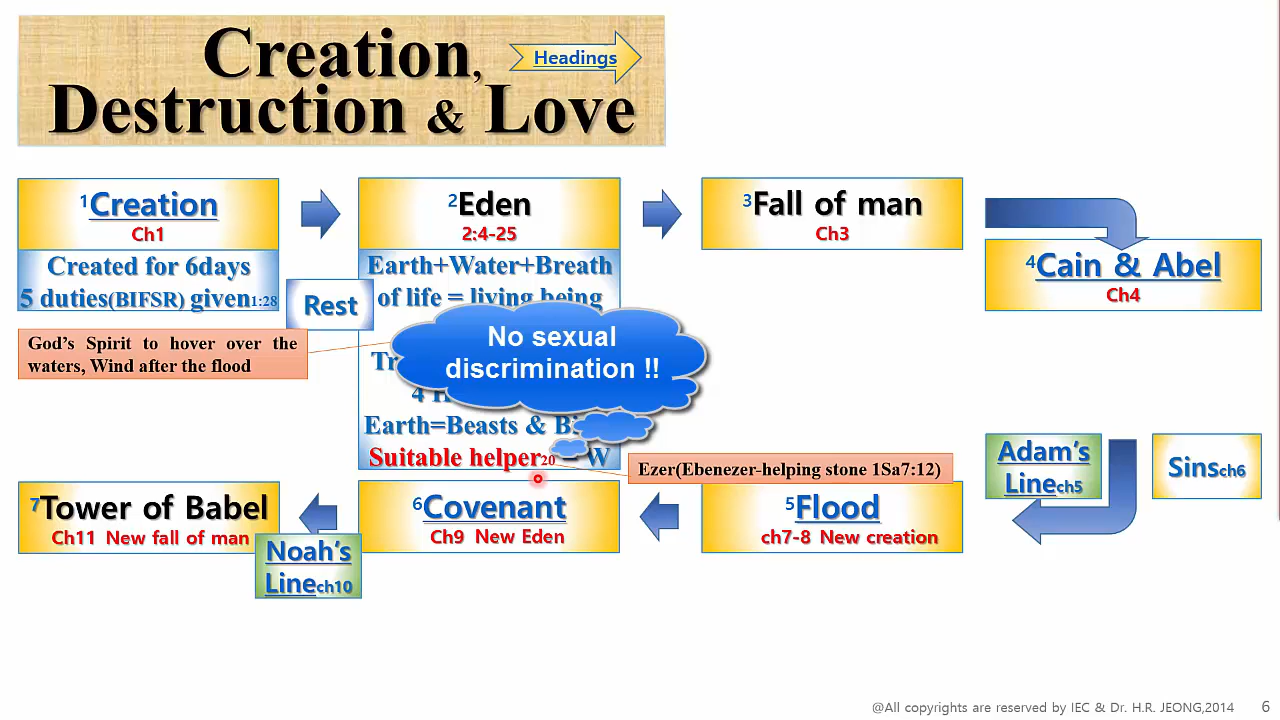 Creation,
Destruction & Love
Headings
1Creation
Ch1
Created for 6days
5 duties(BIFSR) given1:28
Rest
God's Spirit to hover over the
waters, Wind after the flood
2Eden
2:4-25
Earth+Water+Breath
of life = living being
No sexual
discrimination !!
4
Earth=Beasts &
Suitable helper20 = W
Ezer(Ebenezer-helping stone 1Sa7:12)
3Fall of man
Ch3
4Cain & Abel
Ch4
Adam's
Linech5
Sinsch6
5Flood
ch7-8 New creation
6Covenant
Ch9 New Eden
Noah's
Linech10
7Tower of Babel
Ch11 New fall of man
@All copyrights are reserved by IEC & Dr. H.R. JEONG,2014
6